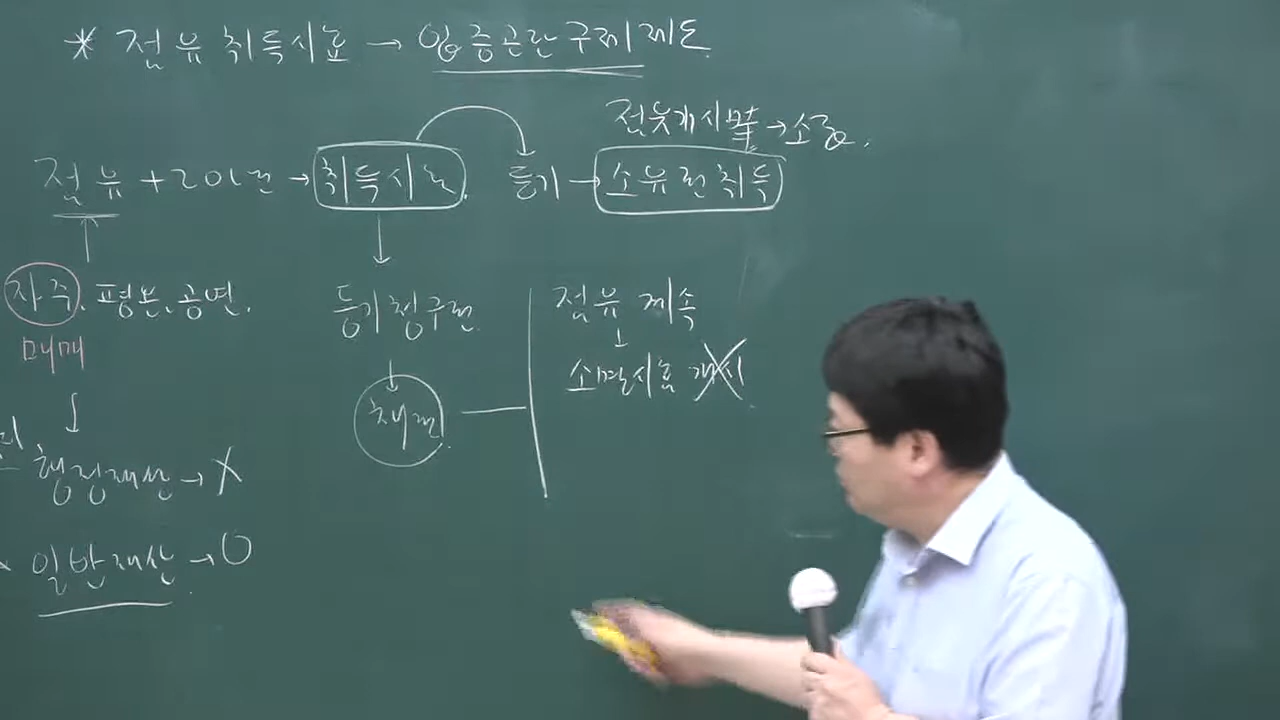 * 점유취득시효 → 입증곤란구제제도
점유개시때 → 소급.
점유 + 20년 → 취득시효. 등기 → 소유권취득
자주. 평온. 공연.
매매
등기청구권.
채권.
점유 계속
소멸시효 개시
행정재산 → X
일반재산 → O